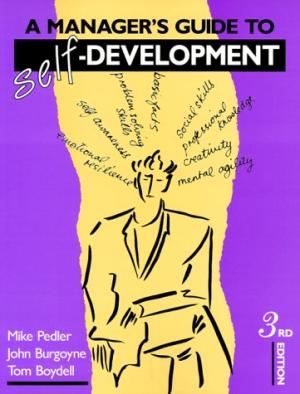 A MANAGER'S GUIDE TO
self-DEVELOPMENT
emotional resilience
self awareness
problem solving skills
basic facts
social skills
professional knowledge
creativity
mental agility
Mike Pedler
John Burgoyne
Tom Boydell
3RD
EDITION